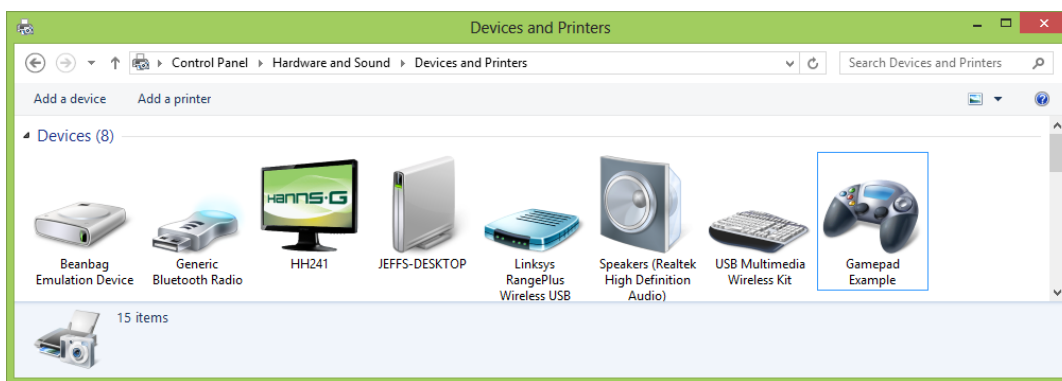 Devices and Printers
Control Panel Hardware and Sound Devices and Printers
Search Devices and Printers
Add a device Add a printer
Devices (8)
HANNS·G
Beanbag
Emulation Device
Generic
Bluetooth Radio
HH241
JEFFS-DESKTOP
Linksys
RangePlus
Wireless USB
Speakers (Realtek
High Definition
Audio)
USB Multimedia
Wireless Kit
Gamepad
Example
15 items